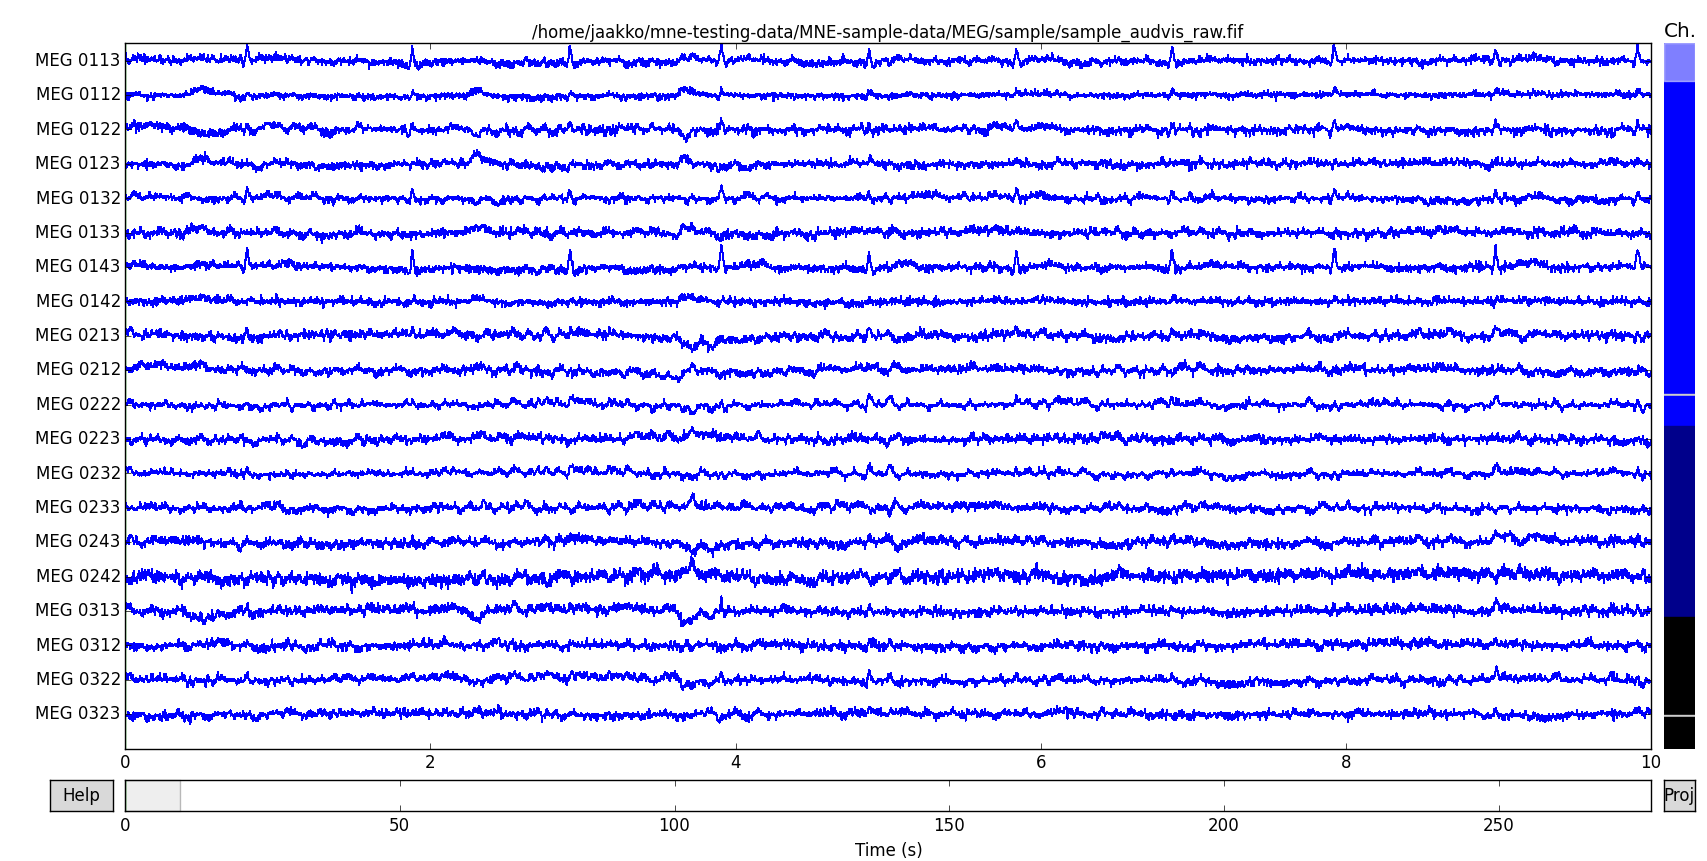 /home/jaakko/mne-testing-data/MNE-sample-data/MEG/sample/sample_audvis_raw.fif
Ch.
MEG 0113
MEG 0112
MEG 0122
MEG 0123
MEG 0132
MEG 0133
MEG 0143
MEG 0142
MEG 0213
MEG 0212
MEG 0222
MEG 0223
MEG 0232
MEG 0233
MEG 0243
MEG 0242
MEG 0313
MEG 0312
MEG 0322
MEG 0323
0 2 4 6 8 10
Help
Proj
0 50 100 150 200 250
Time (s)